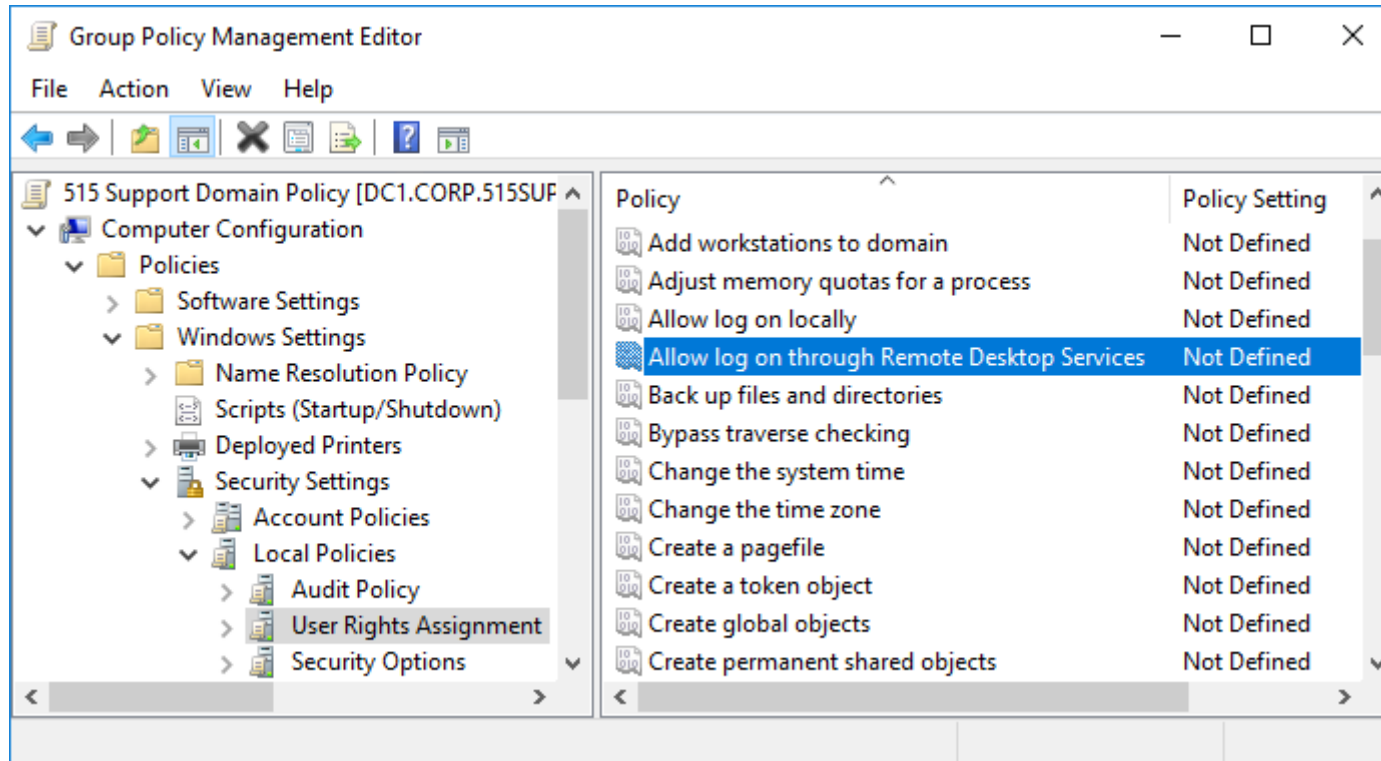 Group Policy Management Editor
File Action View Help
515 Support Domain Policy [DC1.CORP.515SUP
Computer Configuration
Policies
Software Settings
Windows Settings
Name Resolution Policy
Scripts (Startup/Shutdown)
Deployed Printers
Security Settings
Account Policies
Local Policies
Audit Policy
User Rights Assignment
Security Options
Policy Policy Setting
Add workstations to domain Not Defined
Adjust memory quotas for a process Not Defined
Allow log on locally Not Defined
Allow log on through Remote Desktop Services Not Defined
Back up files and directories Not Defined
Bypass traverse checking Not Defined
Change the system time Not Defined
Change the time zone Not Defined
Create a pagefile Not Defined
Create a token object Not Defined
Create global objects Not Defined
Create permanent shared objects Not Defined